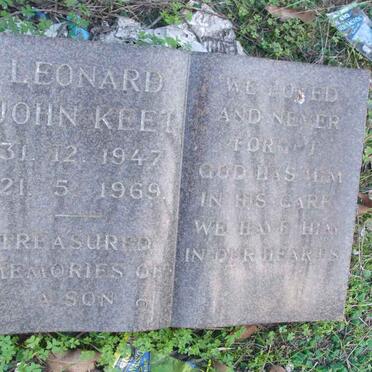 LEONARD
JOHN KEET
31. 12. 1947
21. 5. 1969
TREASURED
MEMORIES OF
A SON
WE LOVED
AND NEVER
FORGET
GOD HAS HIM
IN HIS CARE
WE HAVE HIM
IN OUR HEARTS